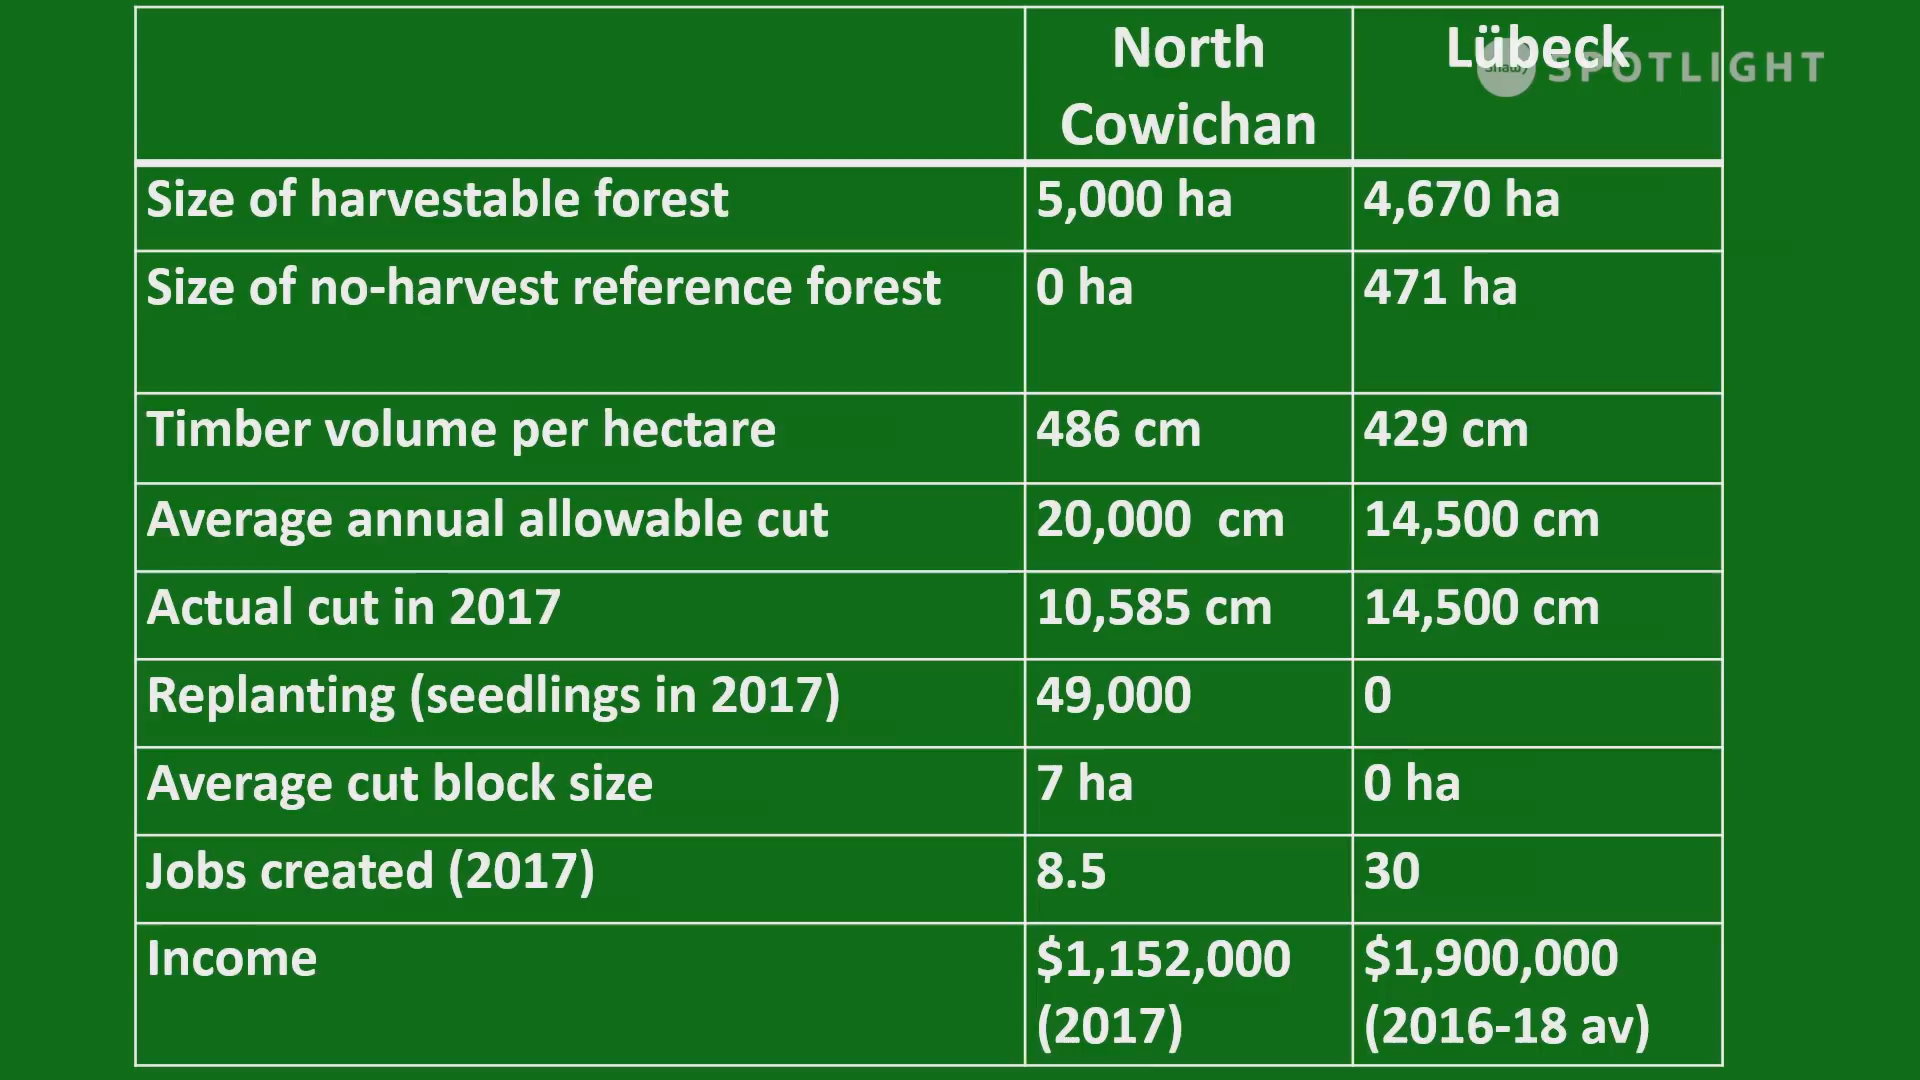 North Cowichan Lübeck
shaw) SPOTLIGHT
Size of harvestable forest 5,000 ha 4,670 ha
Size of no-harvest reference forest 0 ha 471 ha
Timber volume per hectare 486 cm 429 cm
Average annual allowable cut 20,000 cm 14,500 cm
Actual cut in 2017 10,585 cm 14,500 cm
Replanting (seedlings in 2017) 49,000 0
Average cut block size 7 ha 0 ha
Jobs created (2017) 8.5 30
Income $1,152,000 $1,900,000
(2017) (2016-18 av)